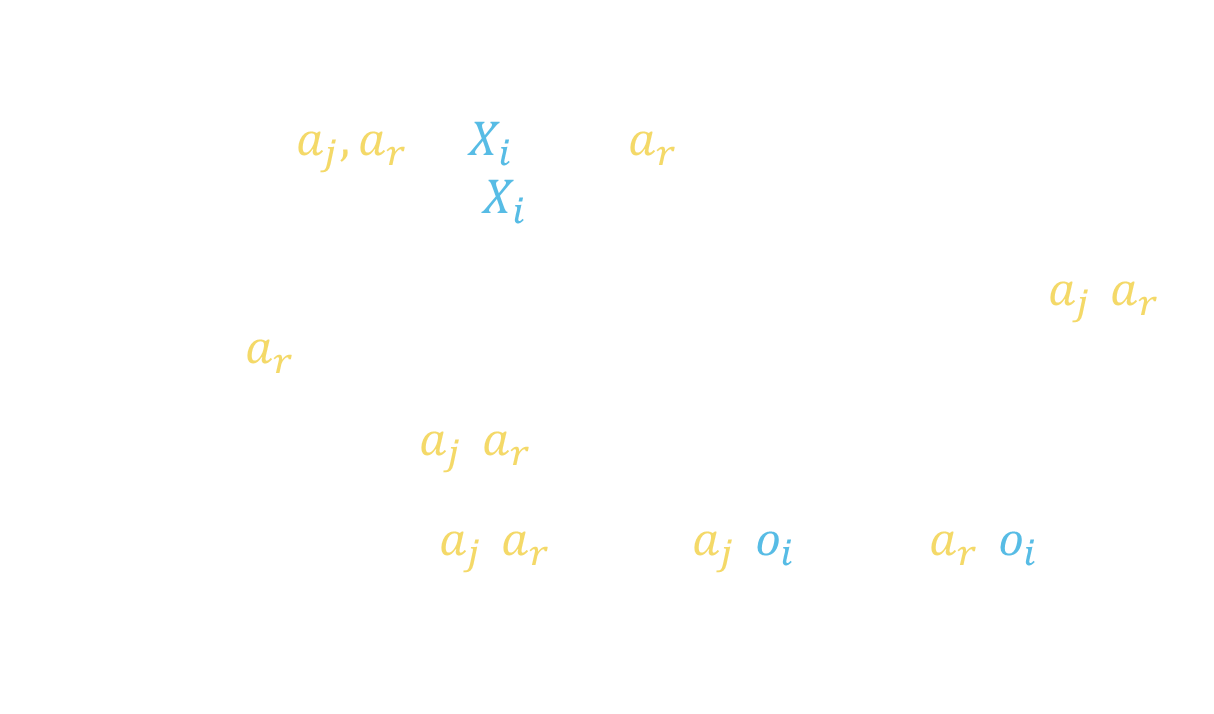 𝑎ⱼ, 𝑎ᵣ 𝑋ᵢ 𝑎ᵣ
𝑋ᵢ
𝑎ⱼ 𝑎ᵣ
𝑎ᵣ
𝑎ⱼ 𝑎ᵣ
𝑎ⱼ 𝑎ᵣ 𝑎ⱼ 𝑜ᵢ 𝑎ᵣ 𝑜ᵢ